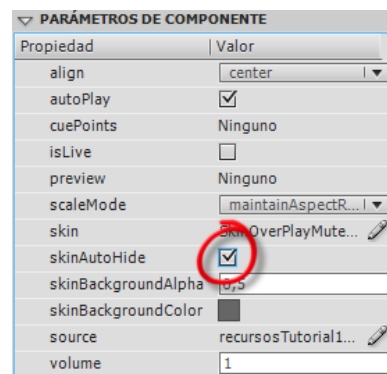 PARÁMETROS DE COMPONENTE
Propiedad Valor
align center
autoPlay
cuePoints Ninguno
isLive
preview Ninguno
scaleMode maintainAspectR...
skin SkinOverPlayMute...
skinAutoHide
skinBackgroundAlpha 0,5
skinBackgroundColor
source recursosTutorial1...
volume 1